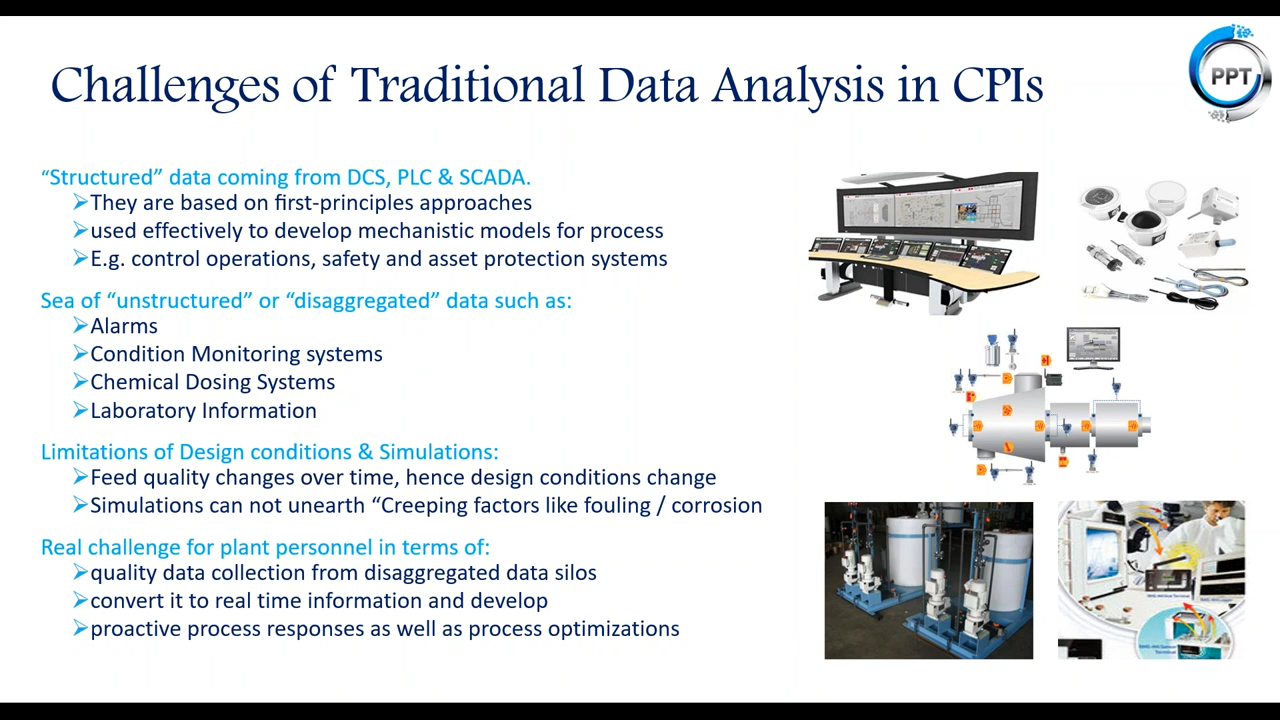 Challenges of Traditional Data Analysis in CPIs
PPT
“Structured” data coming from DCS, PLC & SCADA.
➢They are based on first-principles approaches
➢used effectively to develop mechanistic models for process
➢E.g. control operations, safety and asset protection systems
Sea of “unstructured” or “disaggregated” data such as:
➢Alarms
➢Condition Monitoring systems
➢Chemical Dosing Systems
➢Laboratory Information
Limitations of Design conditions & Simulations:
➢Feed quality changes over time, hence design conditions change
➢Simulations can not unearth “Creeping factors like fouling / corrosion
Real challenge for plant personnel in terms of:
➢quality data collection from disaggregated data silos
➢convert it to real time information and develop
➢proactive process responses as well as process optimizations